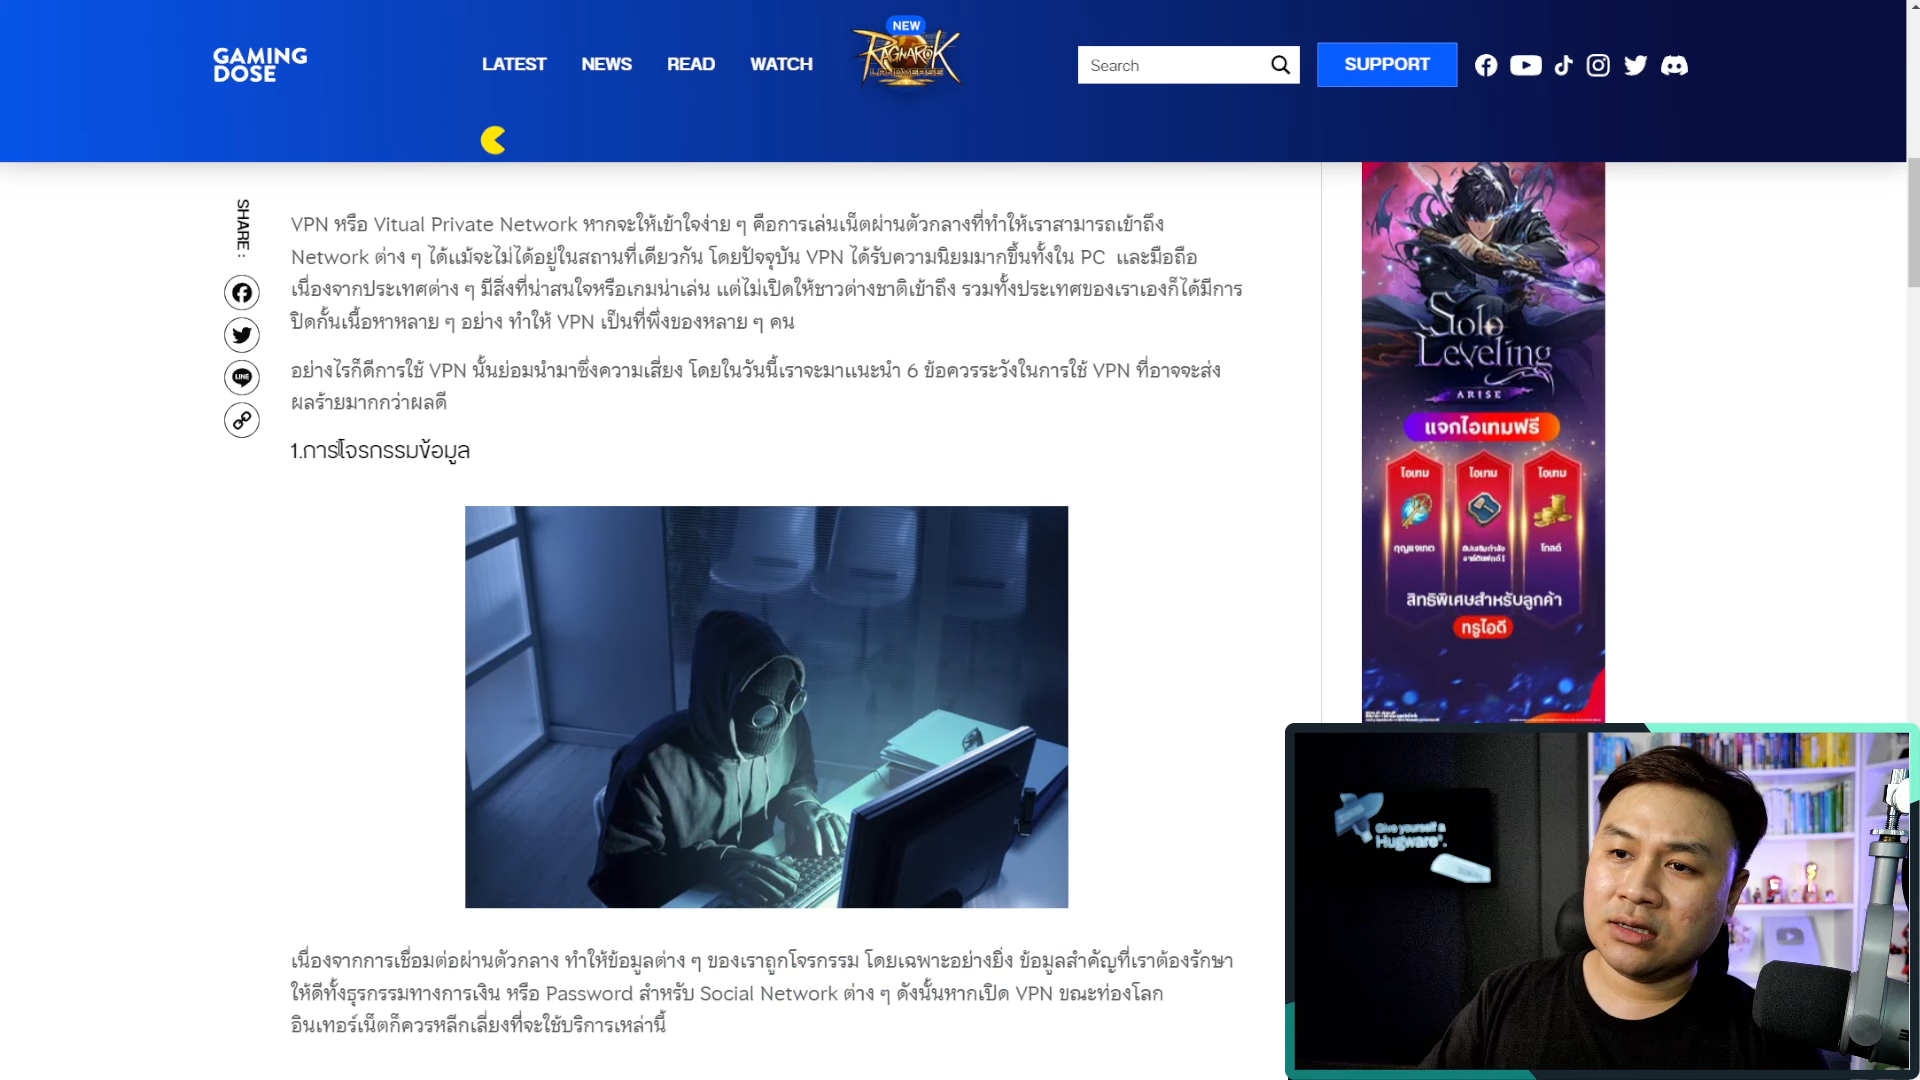 GAMING
DOSE
LATEST
NEWS
READ
WATCH
NEW
RAGNAROK
LANDVERSE
Search
SUPPORT
SHARE :
LINE
VPN หรือ Vitual Private Network หากจะให้เข้าใจง่าย ๆ คือการเล่นเน็ตผ่านตัวกลางที่ทำให้เราสามารถเข้าถึง
Network ต่าง ๆ ได้แม้จะไม่ได้อยู่ในสถานที่เดียวกัน โดยปัจจุบัน VPN ได้รับความนิยมมากขึ้นทั้งใน PC และมือถือ
เนื่องจากประเทศต่าง ๆ มีสิ่งที่น่าสนใจหรือเกมน่าเล่น แต่ไม่เปิดให้ชาวต่างชาติเข้าถึง รวมทั้งประเทศของเราเองก็ได้มีการ
ปิดกั้นเนื้อหาหลาย ๆ อย่าง ทำให้ VPN เป็นที่พึ่งของหลาย ๆ คน
อย่างไรก็ดีการใช้ VPN นั้นย่อมนำมาซึ่งความเสี่ยง โดยในวันนี้เราจะมาแนะนำ 6 ข้อควรระวังในการใช้ VPN ที่อาจจะส่ง
ผลร้ายมากกว่าผลดี
1.การโจรกรรมข้อมูล
เนื่องจากการเชื่อมต่อผ่านตัวกลาง ทำให้ข้อมูลต่าง ๆ ของเราถูกโจรกรรม โดยเฉพาะอย่างยิ่ง ข้อมูลสำคัญที่เราต้องรักษา
ให้ดีทั้งธุรกรรมทางการเงิน หรือ Password สำหรับ Social Network ต่าง ๆ ดังนั้นหากเปิด VPN ขณะท่องโลก
อินเทอร์เน็ตก็ควรหลีกเลี่ยงที่จะใช้บริการเหล่านี้
Solo
Leveling
ARISE
แจกไอเทมฟรี
ไอเทม
ไอเทม
ไอเทม
กุญแจเกต
โกลด์
สิทธิพิเศษสำหรับลูกค้า
ทรูไอดี
Give yourself a
Hugware®.